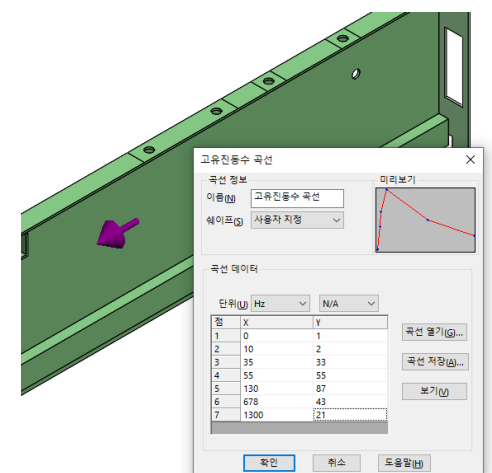 고유진동수 곡선
곡선 정보
이름(N) 고유진동수 곡선
쉐이프(S) 사용자 지정
미리보기
곡선 데이터
단위(U) Hz N/A
점 X Y
1 0 1
2 10 2
3 35 33
4 55 55
5 130 87
6 678 43
7 1300 21
곡선 열기(G)...
곡선 저장(A)...
보기(V)
확인 취소 도움말(H)